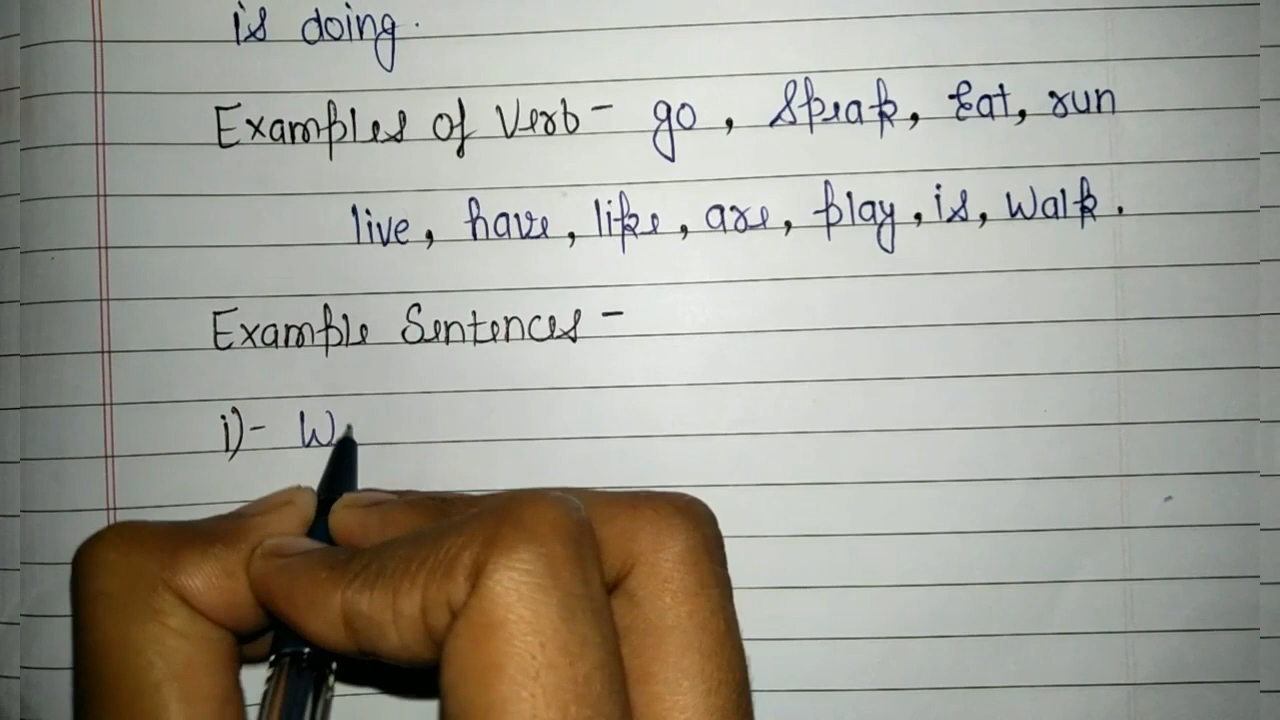 is doing.
Examples of Verb - go, Speak, Eat, run
live, have, like, are, play, is, Walk.
Example Sentences -
i)- W